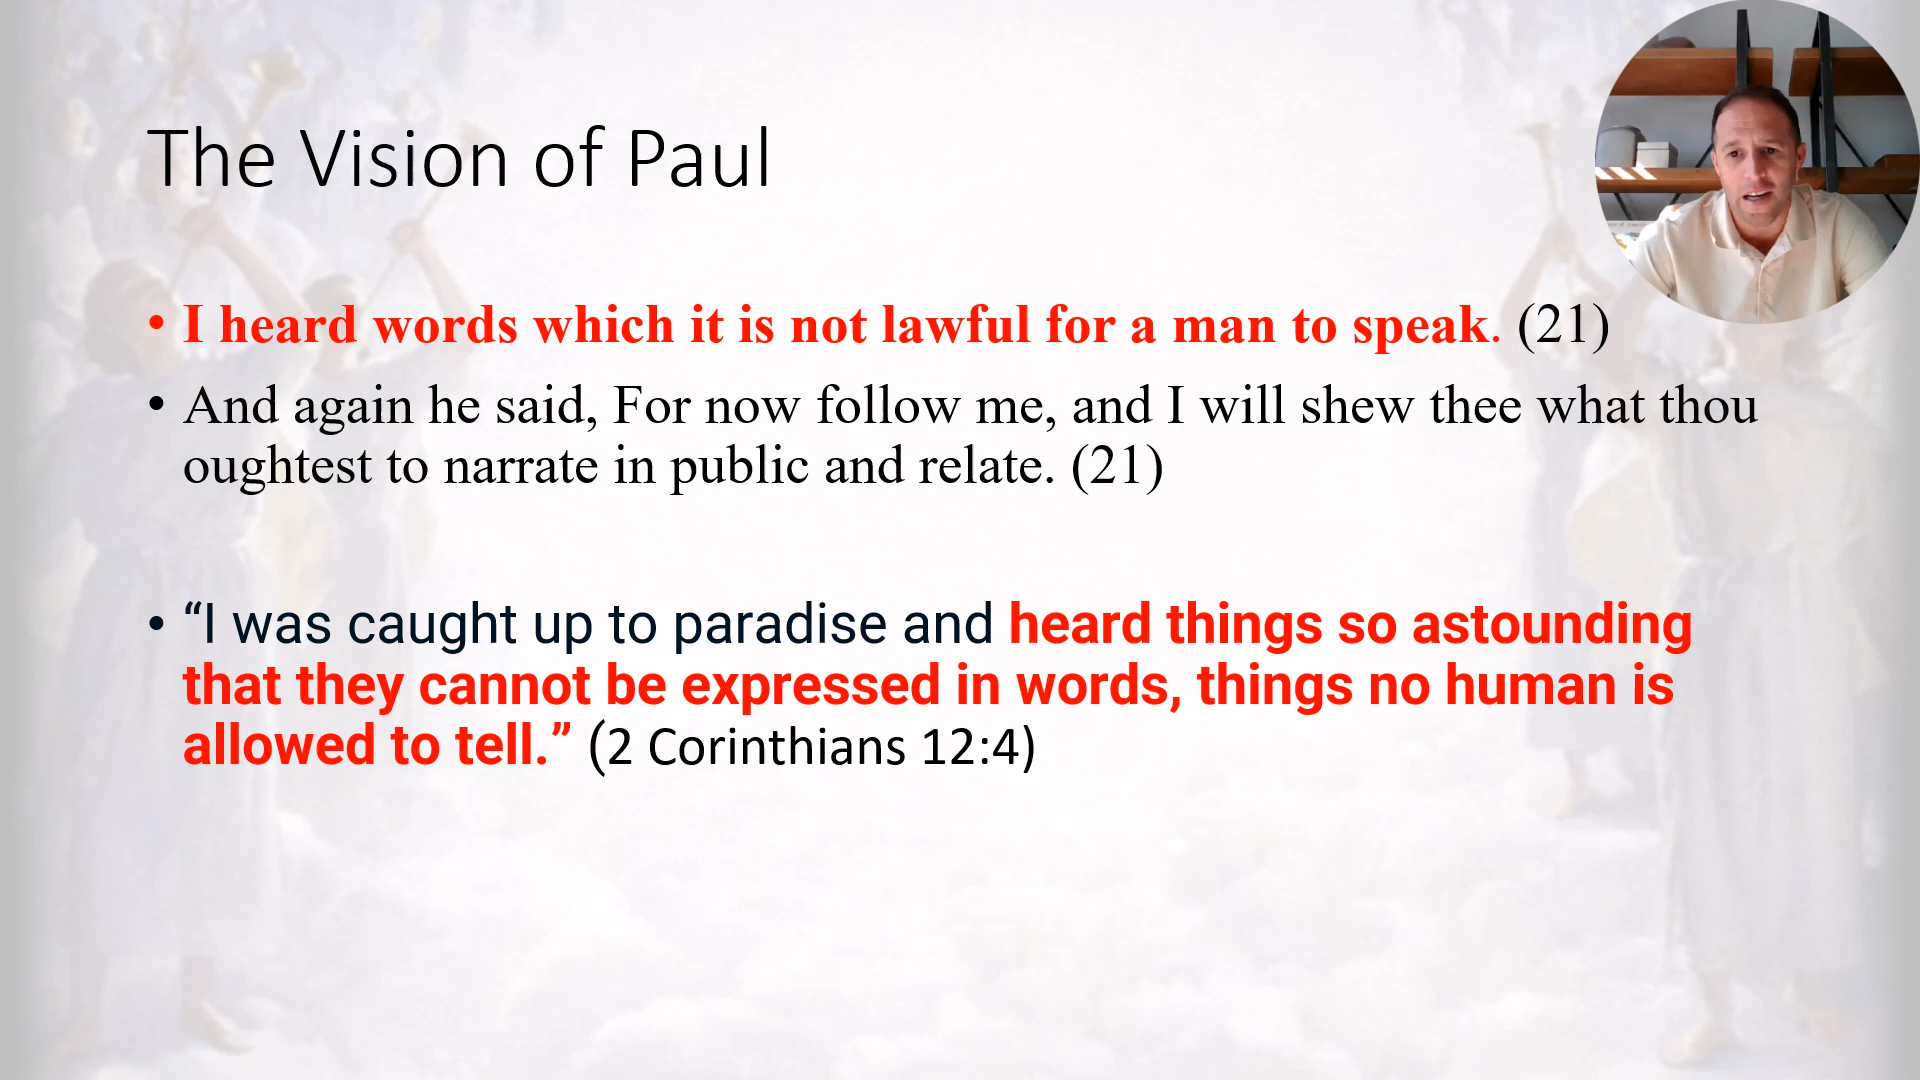 The Vision of Paul
• I heard words which it is not lawful for a man to speak. (21)
• And again he said, For now follow me, and I will shew thee what thou
oughtest to narrate in public and relate. (21)
• “I was caught up to paradise and heard things so astounding
that they cannot be expressed in words, things no human is
allowed to tell.” (2 Corinthians 12:4)